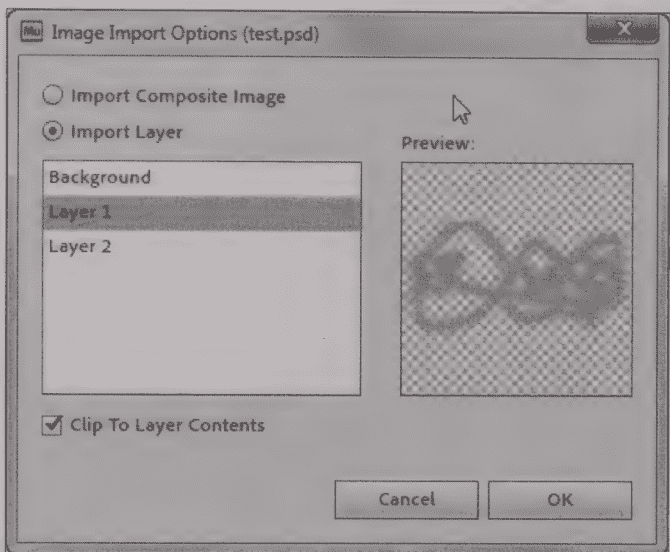 Mu Image Import Options (test.psd)
X
Import Composite Image
Import Layer
Preview:
Background
Layer 1
Layer 2
Clip To Layer Contents
Cancel
OK